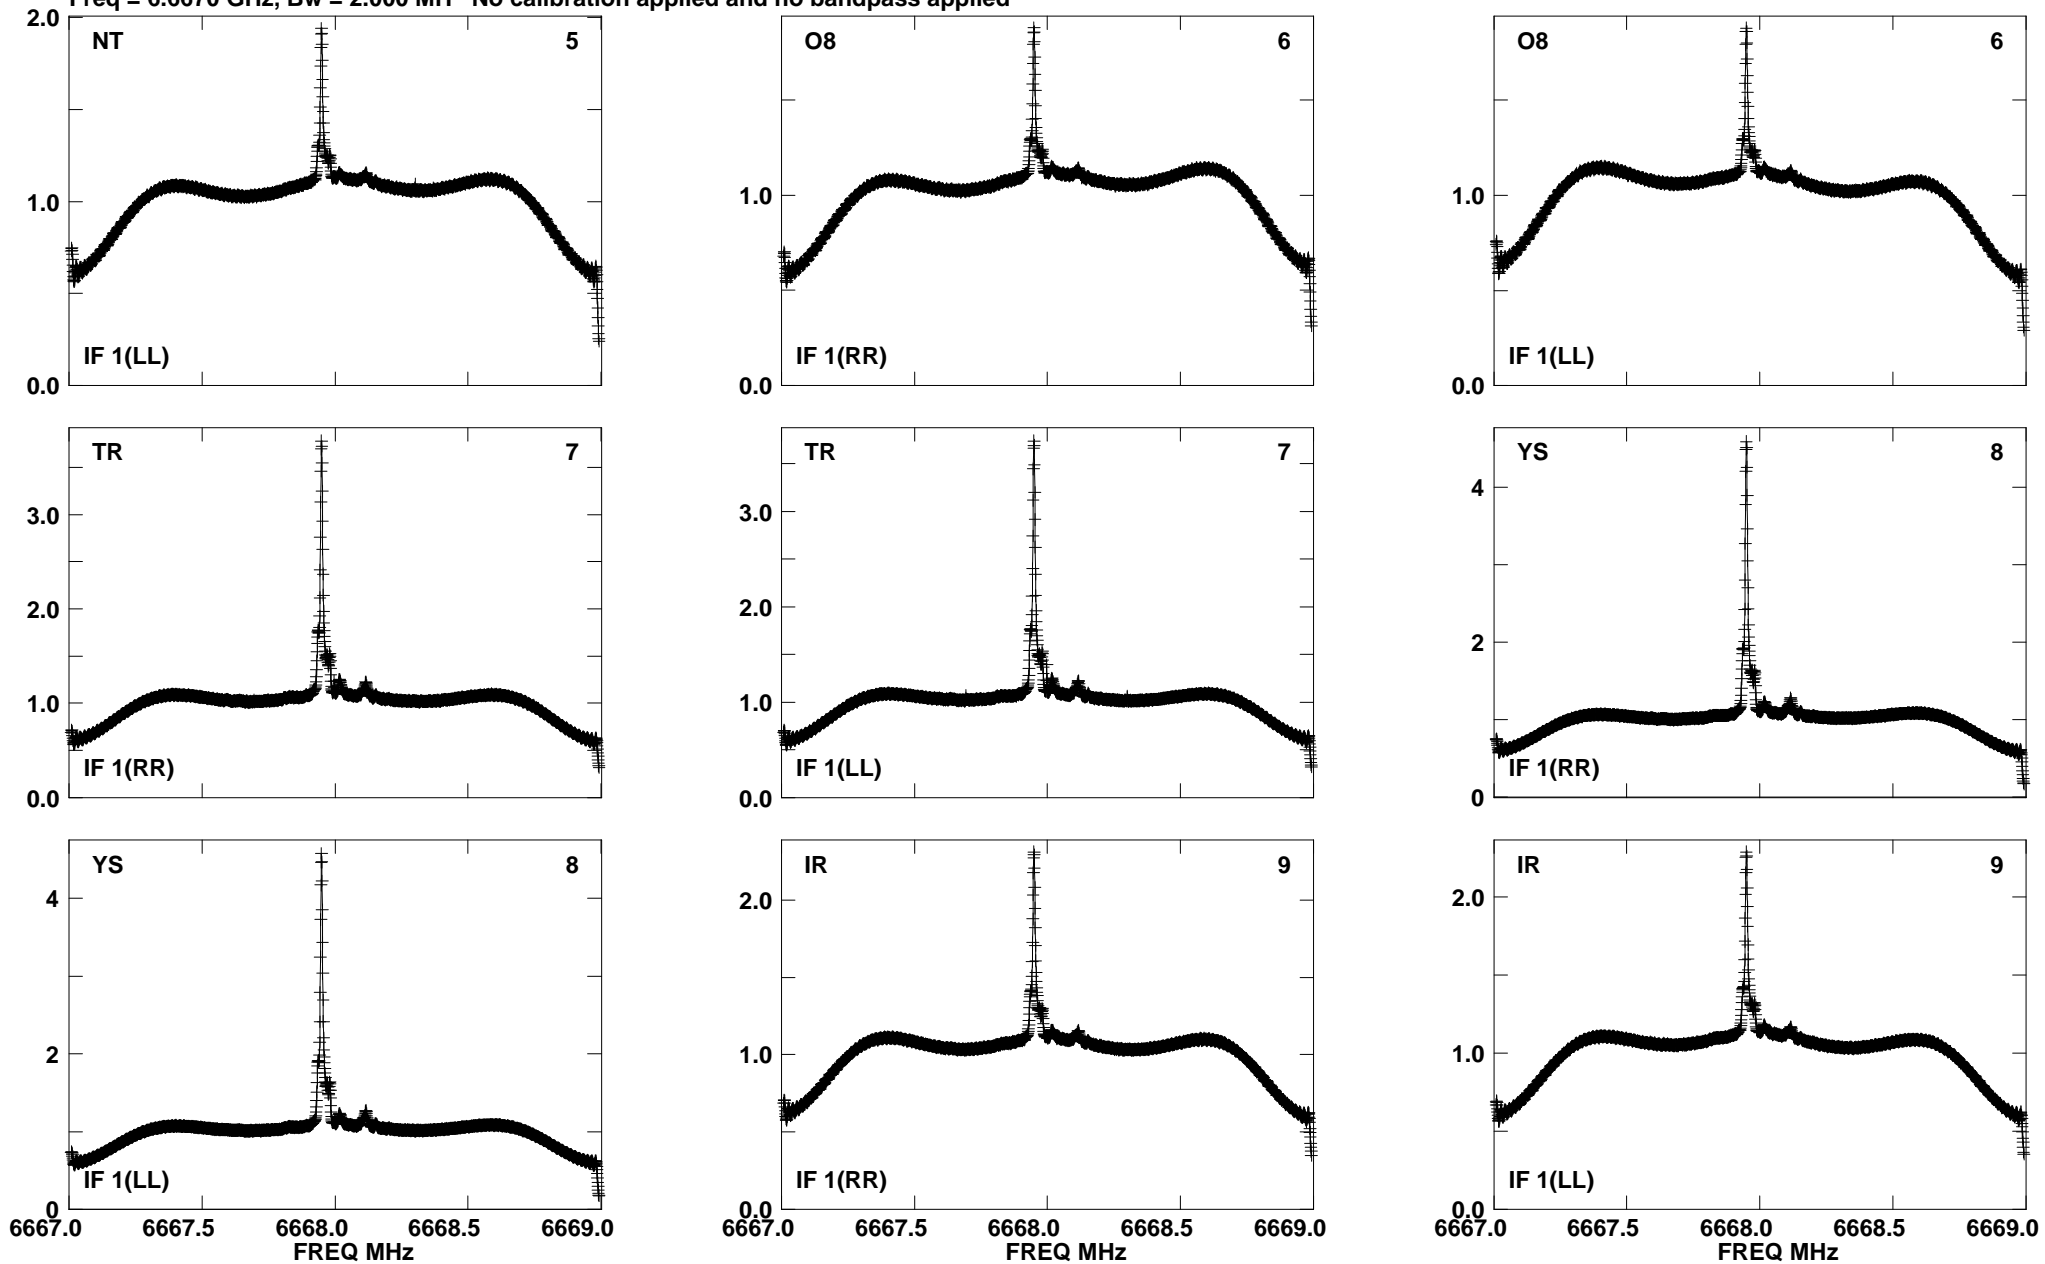 Freq = 6.6670 GHz, Bw = 2.000 MH No calibration applied and no bandpass applied
2.0
NT 5
1.0
IF 1(LL)
0.0
O8 6
1.0
IF 1(RR)
0.0
O8 6
1.0
IF 1(LL)
0.0
TR 7
3.0
2.0
1.0
IF 1(RR)
0.0
TR 7
3.0
2.0
1.0
IF 1(LL)
0.0
YS 8
4
2
IF 1(RR)
0
YS 8
4
2
IF 1(LL)
0
6667.0 6667.5 6668.0 6668.5 6669.0
FREQ MHz
IR 9
2.0
1.0
IF 1(RR)
0.0
6667.0 6667.5 6668.0 6668.5 6669.0
FREQ MHz
IR 9
2.0
1.0
IF 1(LL)
0.0
6667.0 6667.5 6668.0 6668.5 6669.0
FREQ MHz